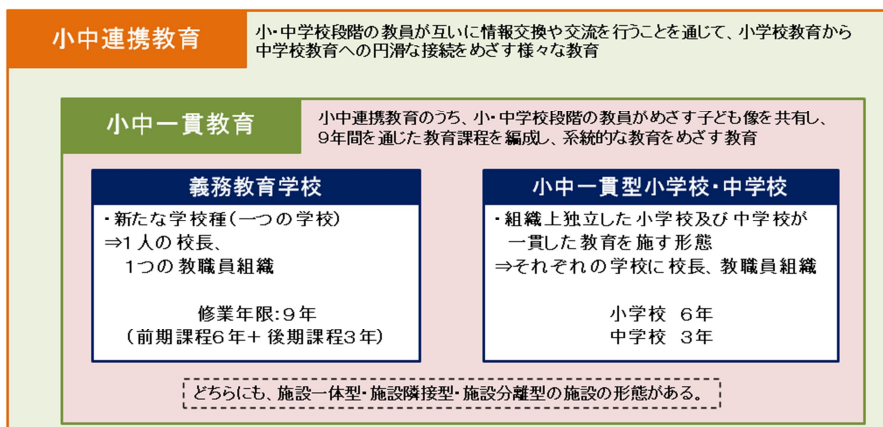 小中連携教育
小・中学校段階の教員が互いに情報交換や交流を行うことを通じて、小学校教育から
中学校教育への円滑な接続をめざす様々な教育
小中一貫教育
小中連携教育のうち、小・中学校段階の教員がめざす子ども像を共有し、
9年間を通じた教育課程を編成し、系統的な教育をめざす教育
義務教育学校
・新たな学校種（一つの学校）
⇒1人の校長、
1つの教職員組織
修業年限：9年
（前期課程6年＋後期課程3年）
小中一貫型小学校・中学校
・組織上独立した小学校及び中学校が
一貫した教育を施す形態
⇒それぞれの学校に校長、教職員組織
小学校 6年
中学校 3年
どちらにも、施設一体型・施設隣接型・施設分離型の施設の形態がある。